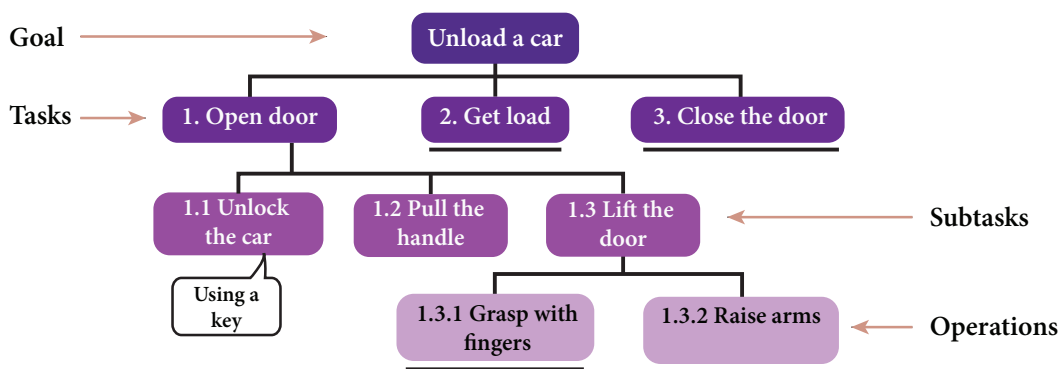 Goal
Unload a car
Tasks
1. Open door
2. Get load
3. Close the door
1.1 Unlock
the car
1.2 Pull the
handle
1.3 Lift the
door
Subtasks
Using a
key
1.3.1 Grasp with
fingers
1.3.2 Raise arms
Operations